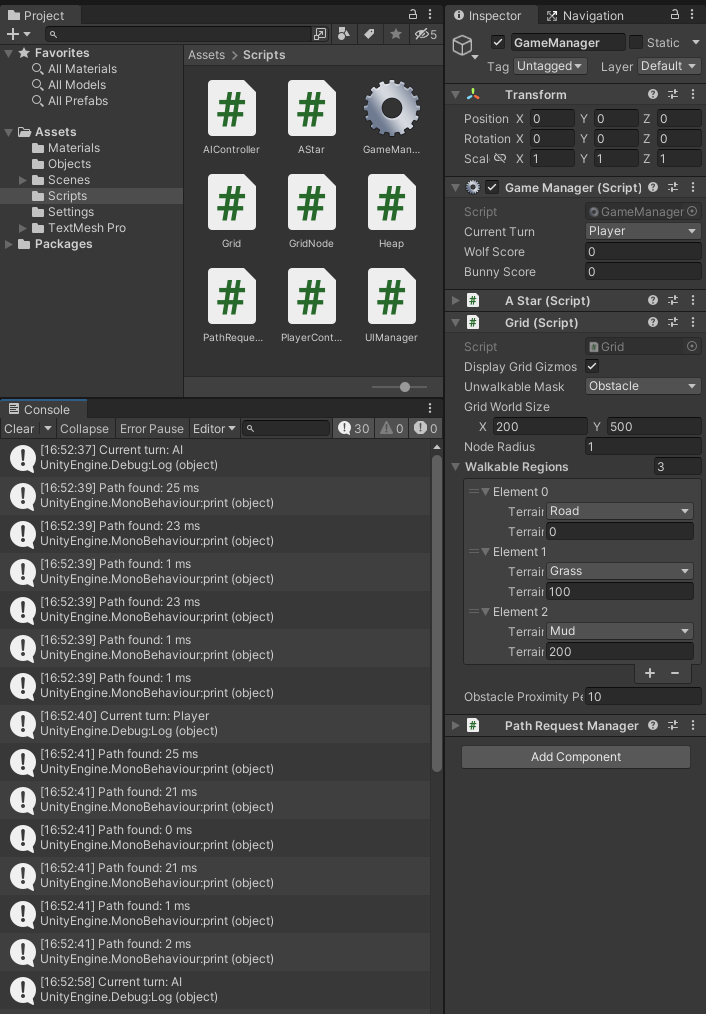 Project
5
Favorites
All Materials
All Models
All Prefabs
Assets
Materials
Objects
Scenes
Scripts
Settings
TextMesh Pro
Packages
Assets > Scripts
AIController
AStar
GameMan...
Grid
GridNode
Heap
PathReque...
PlayerCont...
UIManager
Console
Clear Collapse Error Pause Editor 30 0 0
[16:52:37] Current turn: AI
UnityEngine.Debug:Log (object)
[16:52:39] Path found: 25 ms
UnityEngine.MonoBehaviour:print (object)
[16:52:39] Path found: 23 ms
UnityEngine.MonoBehaviour:print (object)
[16:52:39] Path found: 1 ms
UnityEngine.MonoBehaviour:print (object)
[16:52:39] Path found: 23 ms
UnityEngine.MonoBehaviour:print (object)
[16:52:39] Path found: 1 ms
UnityEngine.MonoBehaviour:print (object)
[16:52:39] Path found: 1 ms
UnityEngine.MonoBehaviour:print (object)
[16:52:40] Current turn: Player
UnityEngine.Debug:Log (object)
[16:52:41] Path found: 25 ms
UnityEngine.MonoBehaviour:print (object)
[16:52:41] Path found: 21 ms
UnityEngine.MonoBehaviour:print (object)
[16:52:41] Path found: 0 ms
UnityEngine.MonoBehaviour:print (object)
[16:52:41] Path found: 21 ms
UnityEngine.MonoBehaviour:print (object)
[16:52:41] Path found: 1 ms
UnityEngine.MonoBehaviour:print (object)
[16:52:41] Path found: 2 ms
UnityEngine.MonoBehaviour:print (object)
[16:52:58] Current turn: AI
UnityEngine.Debug:Log (object)
Inspector Navigation
GameManager Static
Tag Untagged Layer Default
Transform
Position X 0 Y 0 Z 0
Rotation X 0 Y 0 Z 0
Scal X 1 Y 1 Z 1
Game Manager (Script)
Script GameManager
Current Turn Player
Wolf Score 0
Bunny Score 0
A Star (Script)
Grid (Script)
Script Grid
Display Grid Gizmos
Unwalkable Mask Obstacle
Grid World Size
X 200 Y 500
Node Radius 1
Walkable Regions 3
Element 0
Terrair Road
Terrair 0
Element 1
Terrair Grass
Terrair 100
Element 2
Terrair Mud
Terrair 200
+ −
Obstacle Proximity Pe 10
Path Request Manager
Add Component